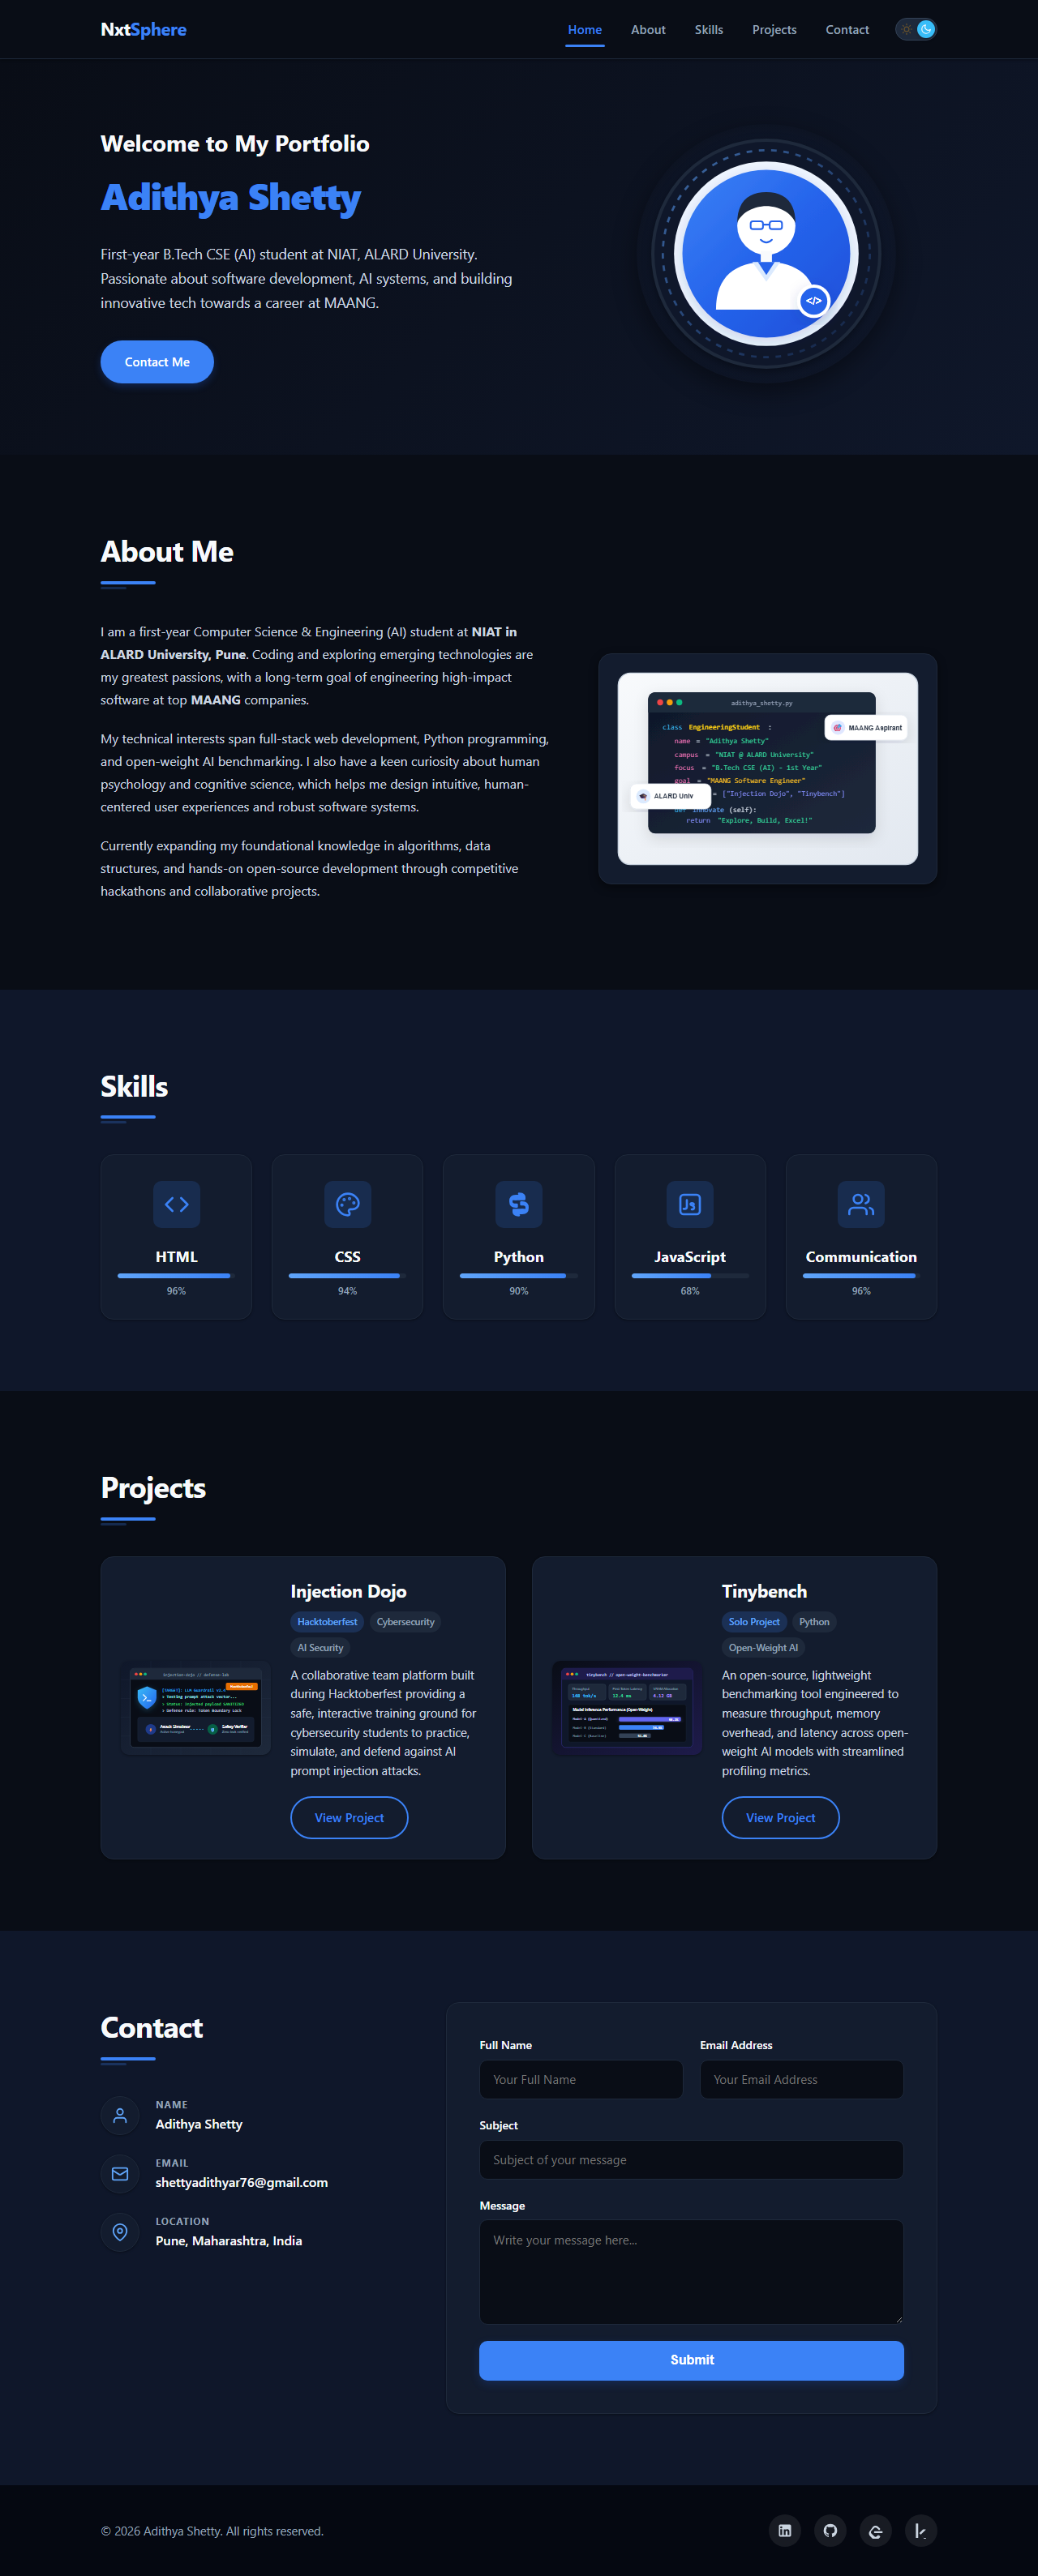 NxtSphere
Home
About
Skills
Projects
Contact
Welcome to My Portfolio
Adithya Shetty
First-year B.Tech CSE (AI) student at NIAT, ALARD University.
Passionate about software development, AI systems, and building
innovative tech towards a career at MAANG.
Contact Me
</>
About Me
I am a first-year Computer Science & Engineering (AI) student at NIAT in
ALARD University, Pune. Coding and exploring emerging technologies are
my greatest passions, with a long-term goal of engineering high-impact
software at top MAANG companies.
My technical interests span full-stack web development, Python programming,
and open-weight AI benchmarking. I also have a keen curiosity about human
psychology and cognitive science, which helps me design intuitive, human-
centered user experiences and robust software systems.
Currently expanding my foundational knowledge in algorithms, data
structures, and hands-on open-source development through competitive
hackathons and collaborative projects.
adithya_shetty.py
class EngineeringStudent :
name = "Adithya Shetty"
campus = "NIAT @ ALARD University"
focus = "B.Tech CSE (AI) - 1st Year"
goal = "MAANG Software Engineer"
= ["Injection Dojo", "Tinybench"]
def innovate (self):
return "Explore, Build, Excel!"
MAANG Aspirant
ALARD Univ
Skills
HTML
96%
CSS
94%
Python
90%
JavaScript
68%
Communication
96%
Projects
Injection Dojo
Hacktoberfest
Cybersecurity
AI Security
A collaborative team platform built
during Hacktoberfest providing a
safe, interactive training ground for
cybersecurity students to practice,
simulate, and defend against AI
prompt injection attacks.
View Project
injection-dojo // defense-lab
Tinybench
Solo Project
Python
Open-Weight AI
An open-source, lightweight
benchmarking tool engineered to
measure throughput, memory
overhead, and latency across open-
weight AI models with streamlined
profiling metrics.
View Project
tinybench // open-weight-benchmarker
Model Inference Performance (Open-Weight)
Contact
NAME
Adithya Shetty
EMAIL
shettyadithyar76@gmail.com
LOCATION
Pune, Maharashtra, India
Full Name
Your Full Name
Email Address
Your Email Address
Subject
Subject of your message
Message
Write your message here...
Submit
© 2026 Adithya Shetty. All rights reserved.